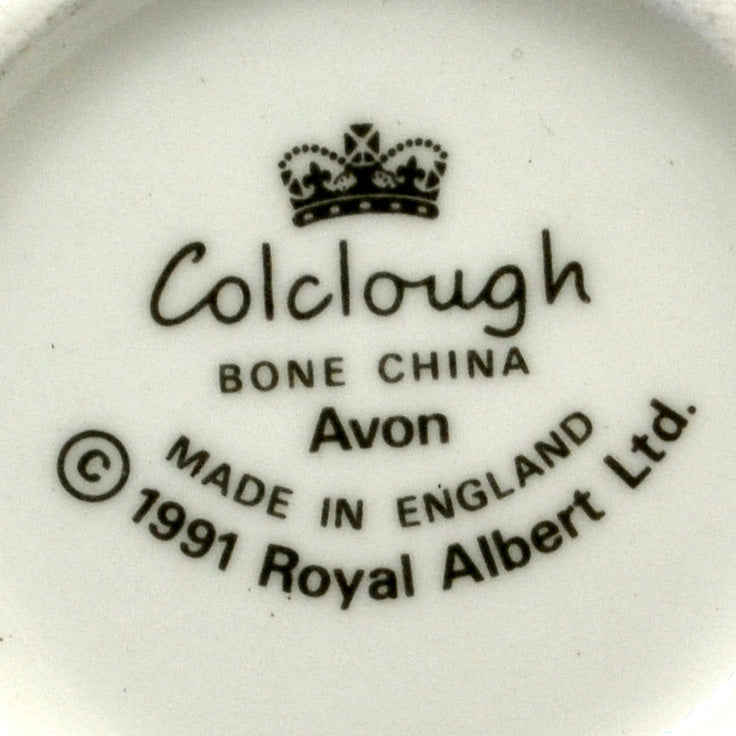 Colclough
BONE CHINA
Avon
MADE IN ENGLAND
© 1991 Royal Albert Ltd.